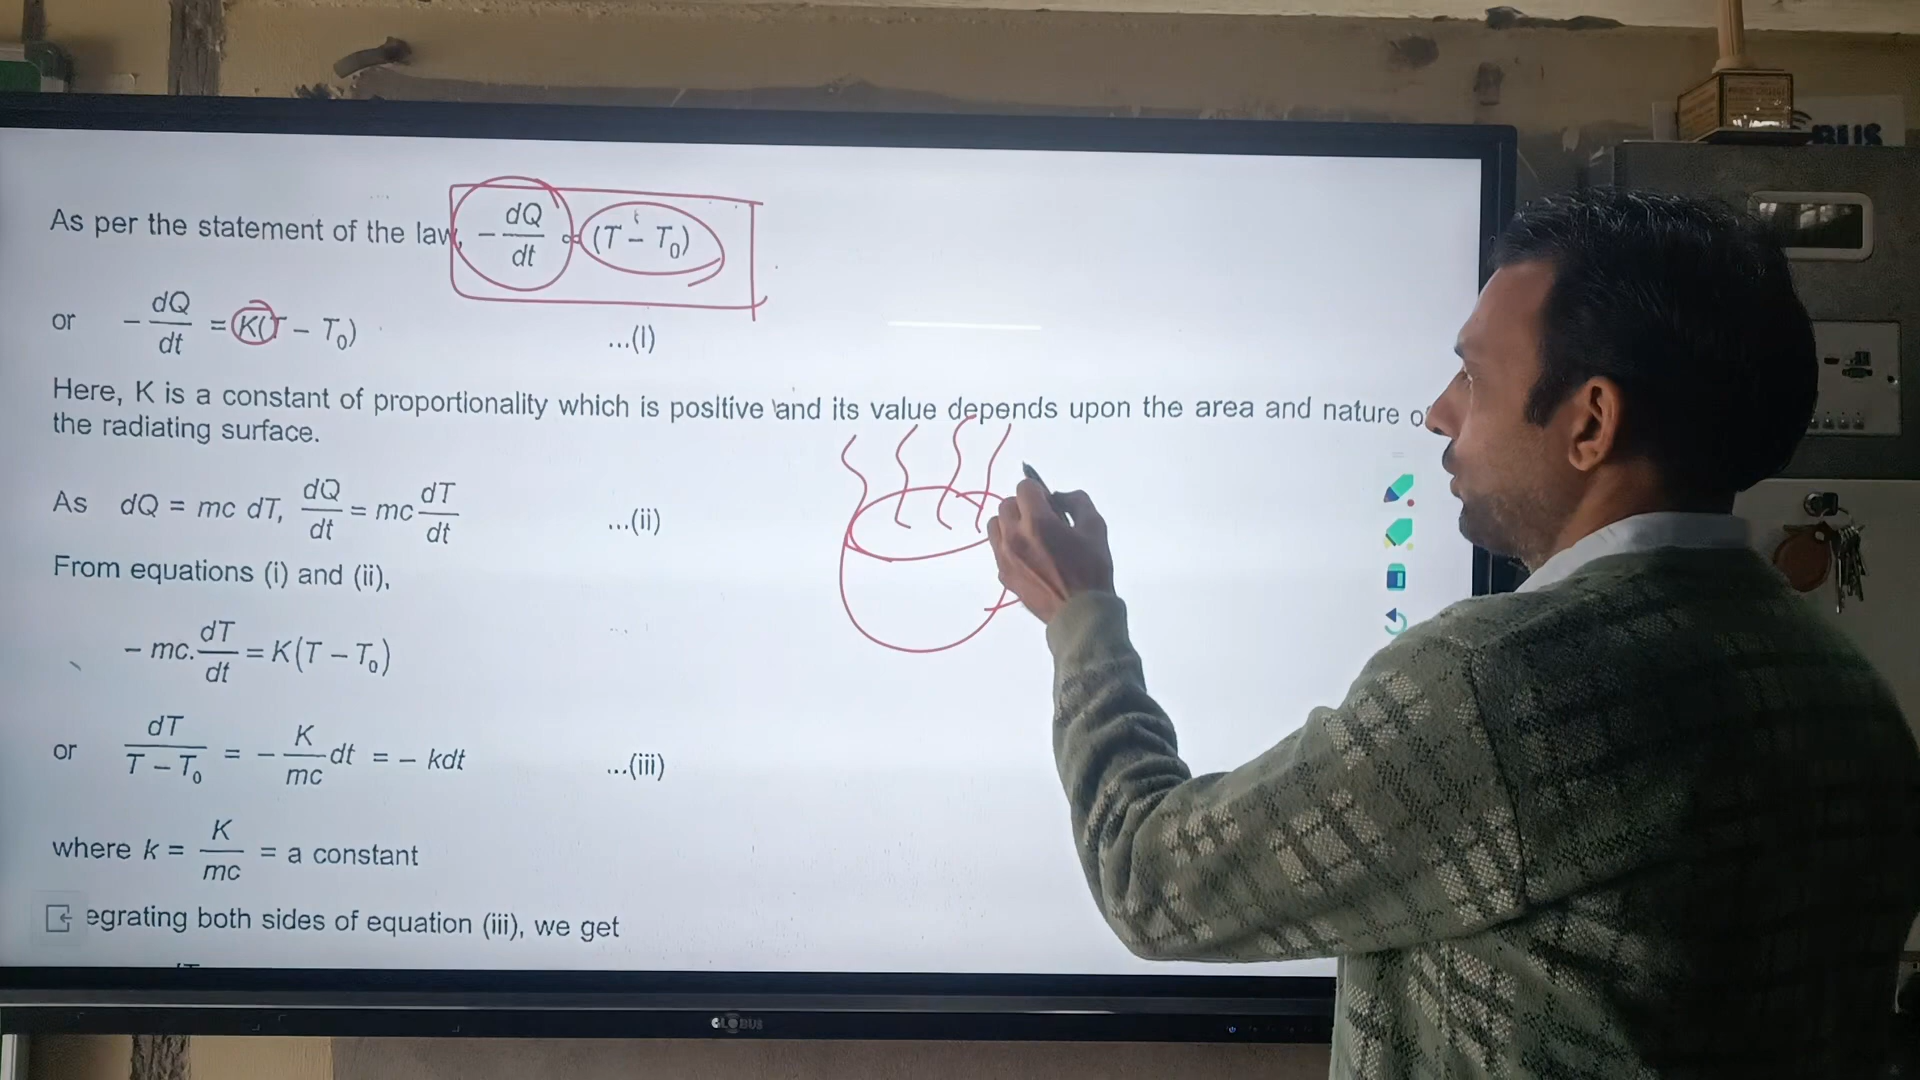 As per the statement of the law, − dQ/dt ∝ (T − T₀)
or − dQ/dt = K(T − T₀) ...(I)
Here, K is a constant of proportionality which is positive and its value depends upon the area and nature of
the radiating surface.
As dQ = mc dT, dQ/dt = mc dT/dt ...(ii)
From equations (i) and (ii),
− mc. dT/dt = K(T − T₀)
or dT/(T − T₀) = − K/mc dt = − kdt ...(iii)
where k = K/mc = a constant
egrating both sides of equation (iii), we get
GLOBUS
BUS